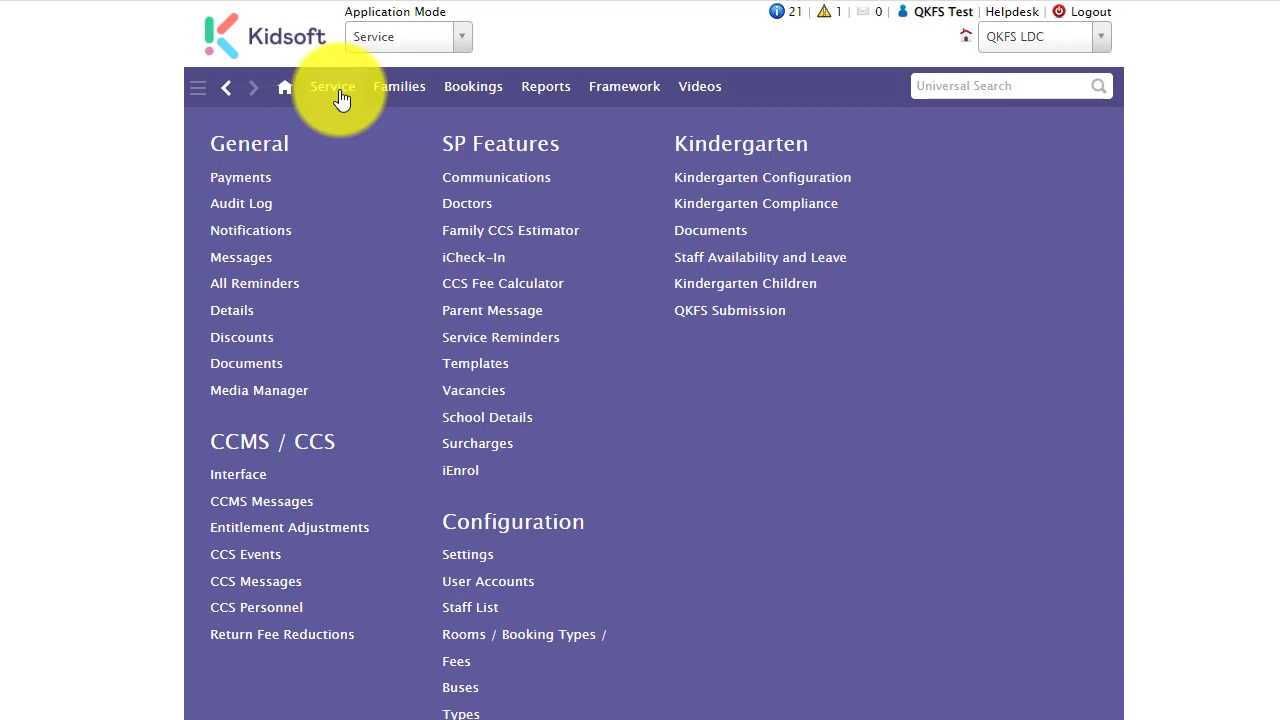 Application Mode
21 | 1 | 0 | QKFS Test | Helpdesk | Logout
Kidsoft
Service
QKFS LDC
Service Families Bookings Reports Framework Videos
Universal Search
General
Payments
Audit Log
Notifications
Messages
All Reminders
Details
Discounts
Documents
Media Manager
CCMS / CCS
Interface
CCMS Messages
Entitlement Adjustments
CCS Events
CCS Messages
CCS Personnel
Return Fee Reductions
SP Features
Communications
Doctors
Family CCS Estimator
iCheck-In
CCS Fee Calculator
Parent Message
Service Reminders
Templates
Vacancies
School Details
Surcharges
iEnrol
Configuration
Settings
User Accounts
Staff List
Rooms / Booking Types /
Fees
Buses
Types
Kindergarten
Kindergarten Configuration
Kindergarten Compliance
Documents
Staff Availability and Leave
Kindergarten Children
QKFS Submission